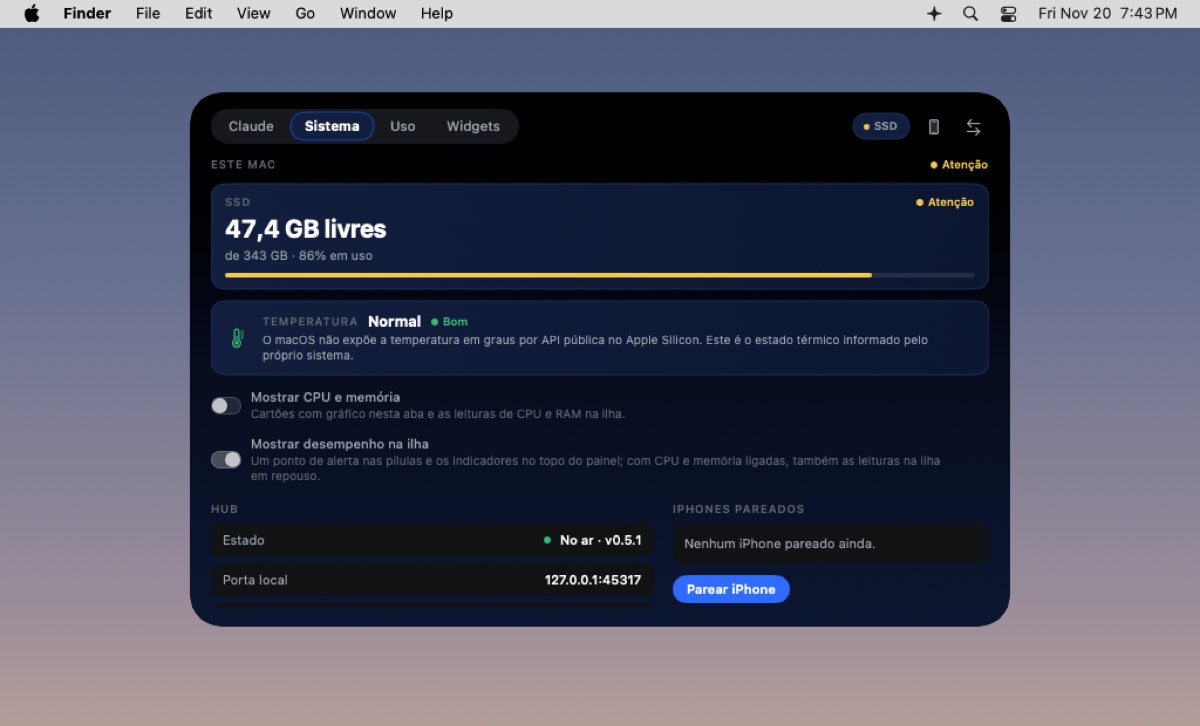 Finder File Edit View Go Window Help Fri Nov 20 7:43 PM
Claude Sistema Uso Widgets SSD
ESTE MAC Atenção
SSD Atenção
47,4 GB livres
de 343 GB · 86% em uso
TEMPERATURA Normal Bom
O macOS não expõe a temperatura em graus por API pública no Apple Silicon. Este é o estado térmico informado pelo
próprio sistema.
Mostrar CPU e memória
Cartões com gráfico nesta aba e as leituras de CPU e RAM na ilha.
Mostrar desempenho na ilha
Um ponto de alerta nas pílulas e os indicadores no topo do painel; com CPU e memória ligadas, também as leituras na ilha
em repouso.
HUB
Estado No ar · v0.5.1
Porta local 127.0.0.1:45317
IPHONES PAREADOS
Nenhum iPhone pareado ainda.
Parear iPhone